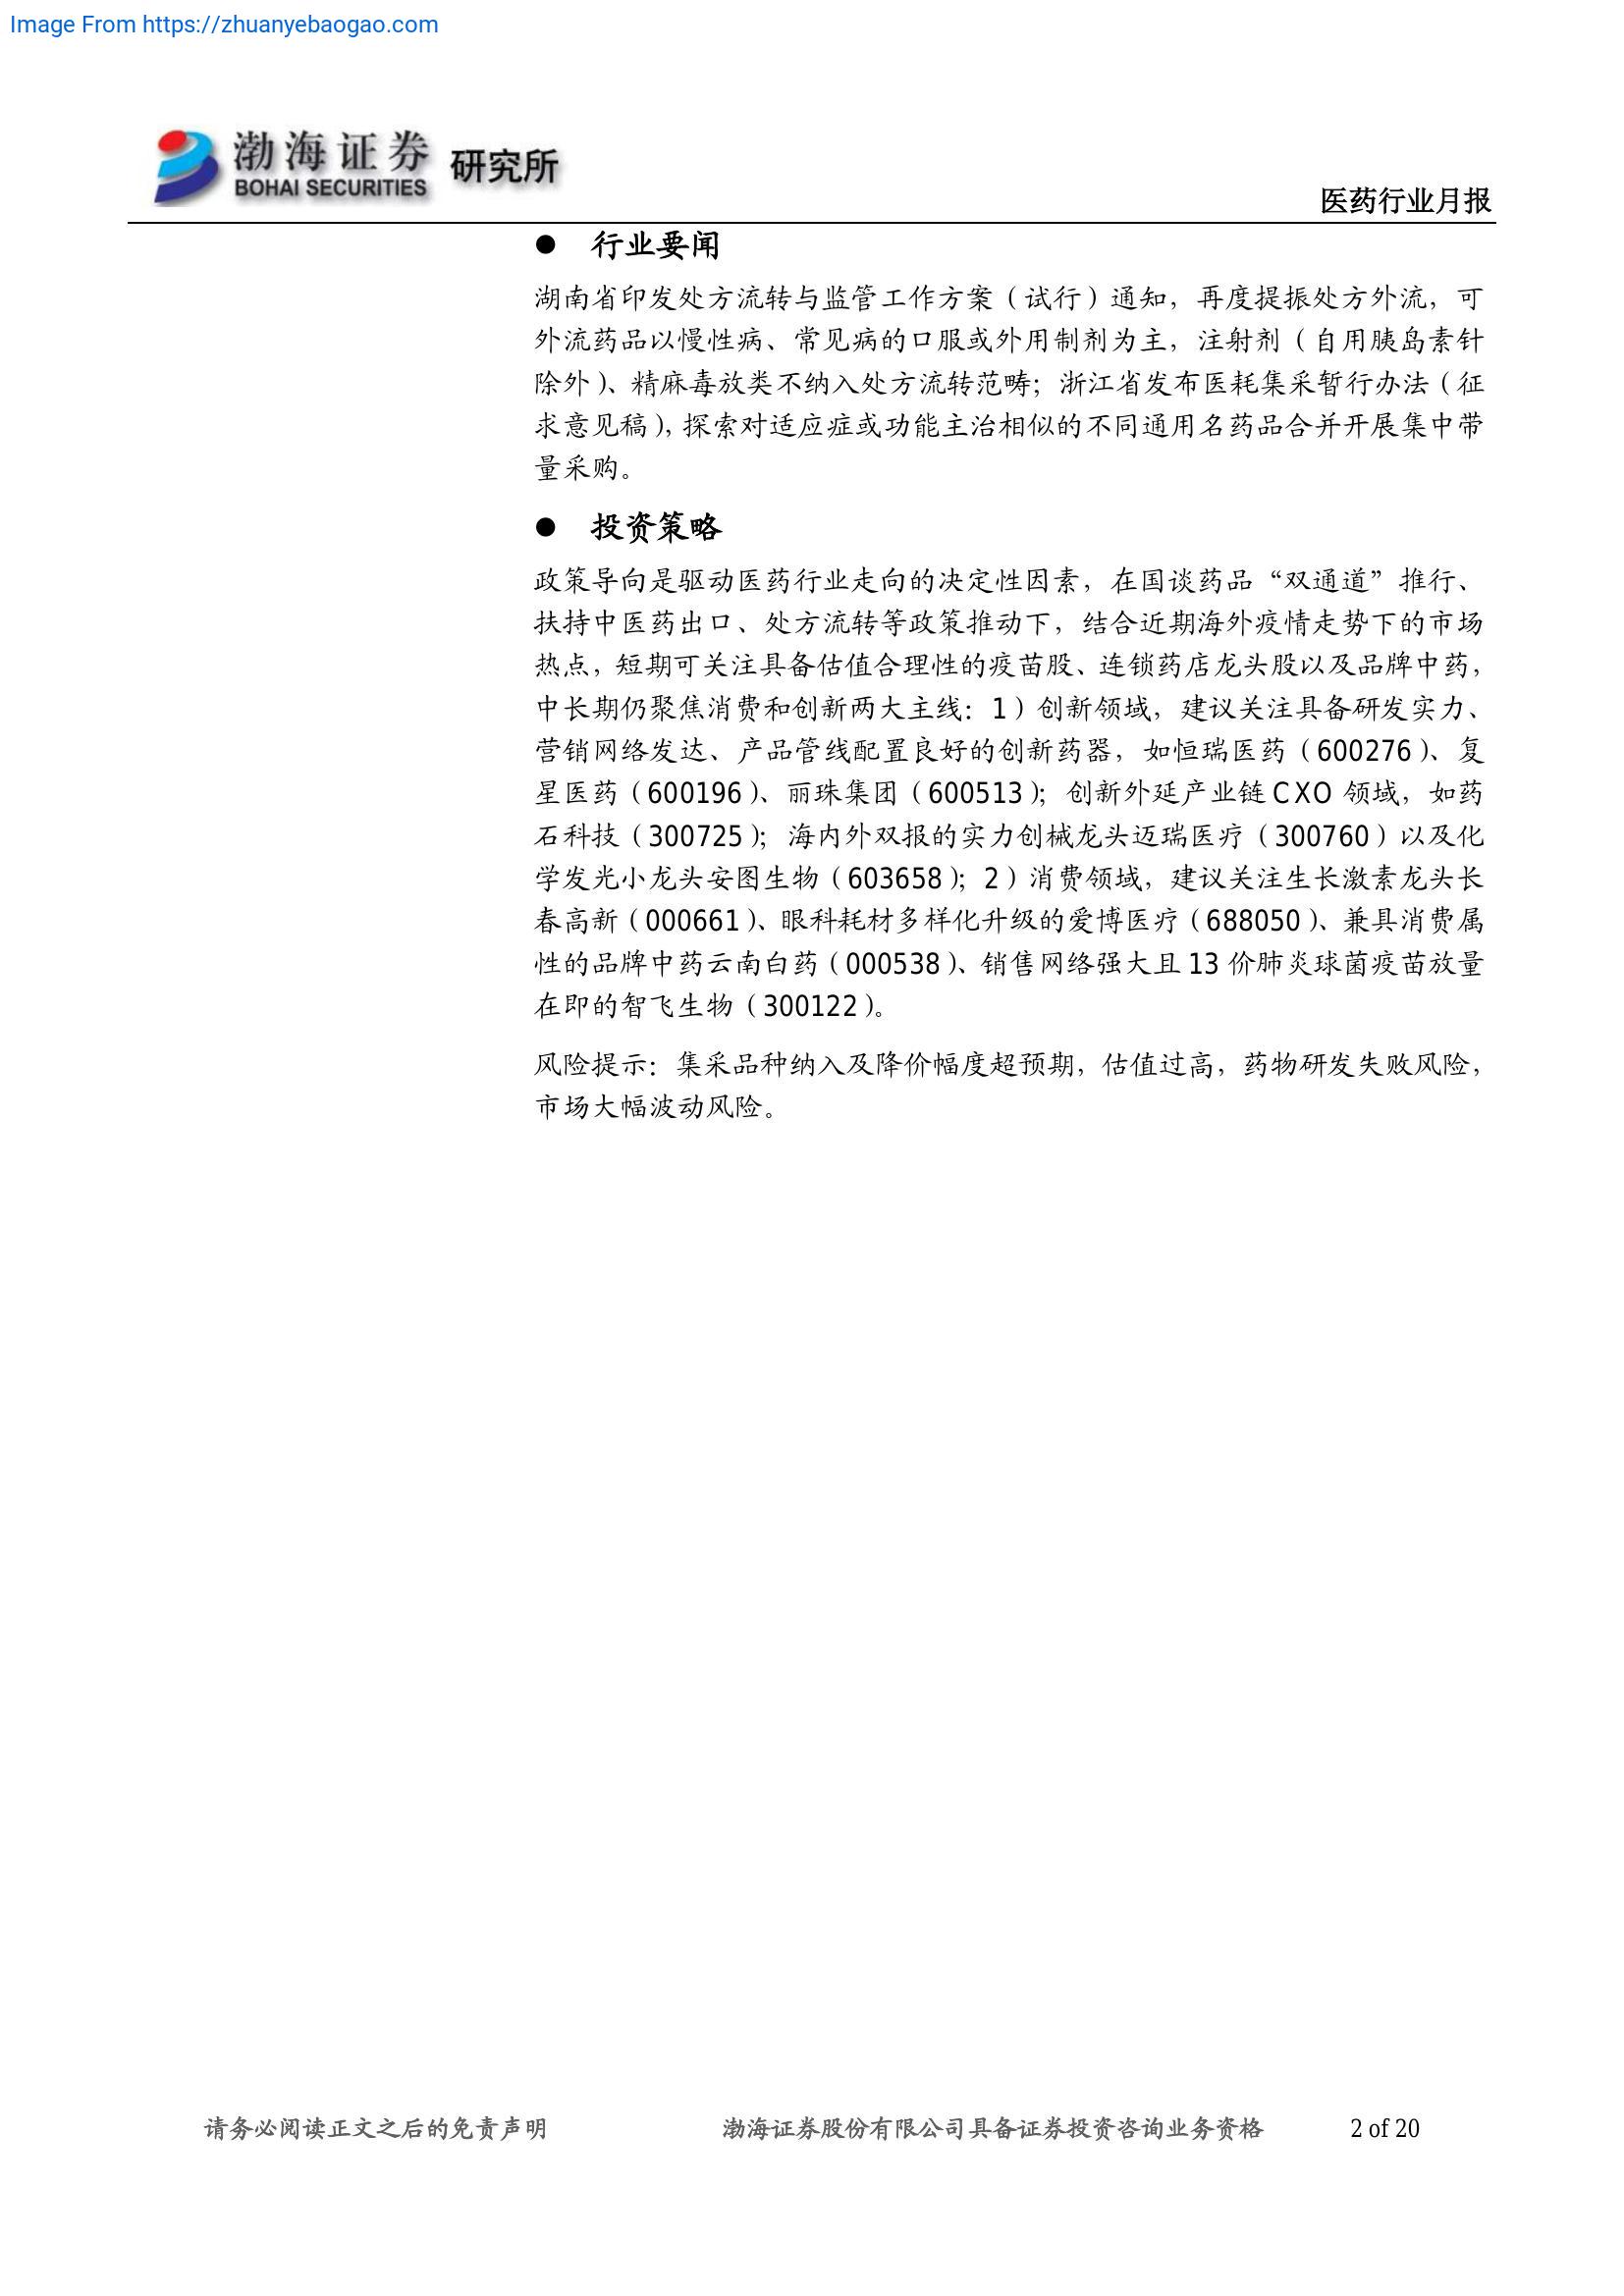 Image From https://zhuanyebaogao.com
渤海证券 研究所
BOHAI SECURITIES
医药行业月报
● 行业要闻
湖南省印发处方流转与监管工作方案（试行）通知，再度提振处方外流，可
外流药品以慢性病、常见病的口服或外用制剂为主，注射剂（自用胰岛素针
除外）、精麻毒放类不纳入处方流转范畴；浙江省发布医耗集采暂行办法（征
求意见稿），探索对适应症或功能主治相似的不同通用名药品合并开展集中带
量采购。
● 投资策略
政策导向是驱动医药行业走向的决定性因素，在国谈药品“双通道”推行、
扶持中医药出口、处方流转等政策推动下，结合近期海外疫情走势下的市场
热点，短期可关注具备估值合理性的疫苗股、连锁药店龙头股以及品牌中药，
中长期仍聚焦消费和创新两大主线：1）创新领域，建议关注具备研发实力、
营销网络发达、产品管线配置良好的创新药器，如恒瑞医药（600276）、复
星医药（600196）、丽珠集团（600513）；创新外延产业链 CXO 领域，如药
石科技（300725）；海内外双报的实力创械龙头迈瑞医疗（300760）以及化
学发光小龙头安图生物（603658）；2）消费领域，建议关注生长激素龙头长
春高新（000661）、眼科耗材多样化升级的爱博医疗（688050）、兼具消费属
性的品牌中药云南白药（000538）、销售网络强大且 13 价肺炎球菌疫苗放量
在即的智飞生物（300122）。
风险提示：集采品种纳入及降价幅度超预期，估值过高，药物研发失败风险，
市场大幅波动风险。
请务必阅读正文之后的免责声明 渤海证券股份有限公司具备证券投资咨询业务资格 2 of 20